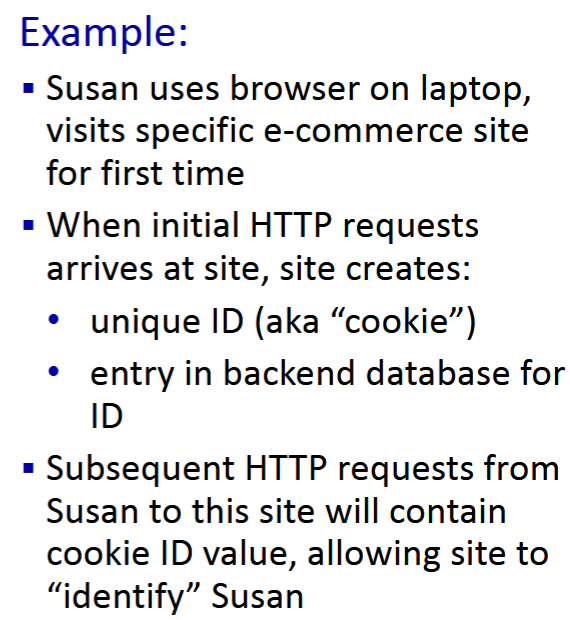 Example:
▪ Susan uses browser on laptop,
visits specific e-commerce site
for first time
▪ When initial HTTP requests
arrives at site, site creates:
• unique ID (aka “cookie”)
• entry in backend database for
ID
▪ Subsequent HTTP requests from
Susan to this site will contain
cookie ID value, allowing site to
“identify” Susan